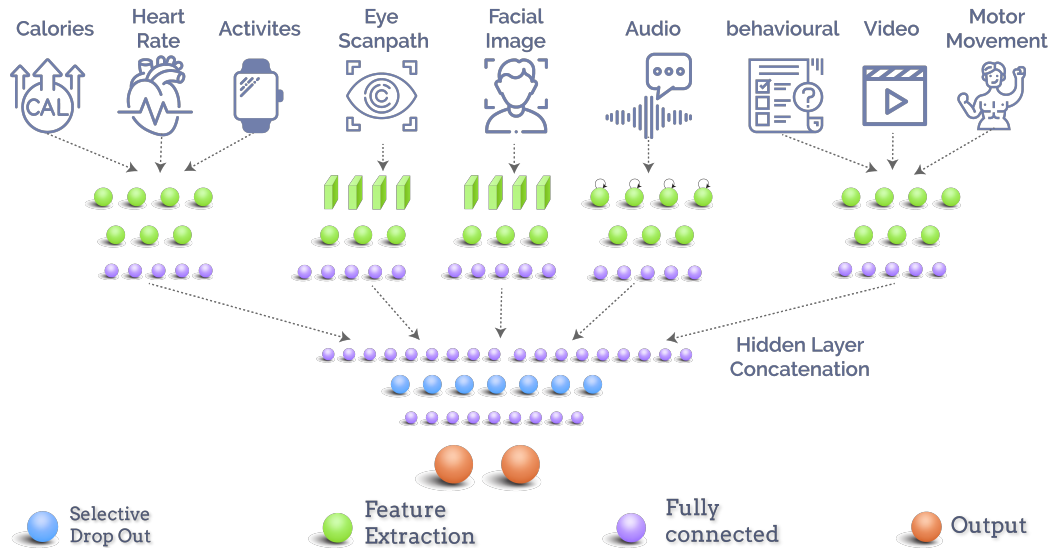 Calories
Heart
Rate
Activites
Eye
Scanpath
Facial
Image
Audio
behavioural
Video
Motor
Movement
CAL
C
?
Hidden Layer
Concatenation
Selective
Drop Out
Feature
Extraction
Fully
connected
Output